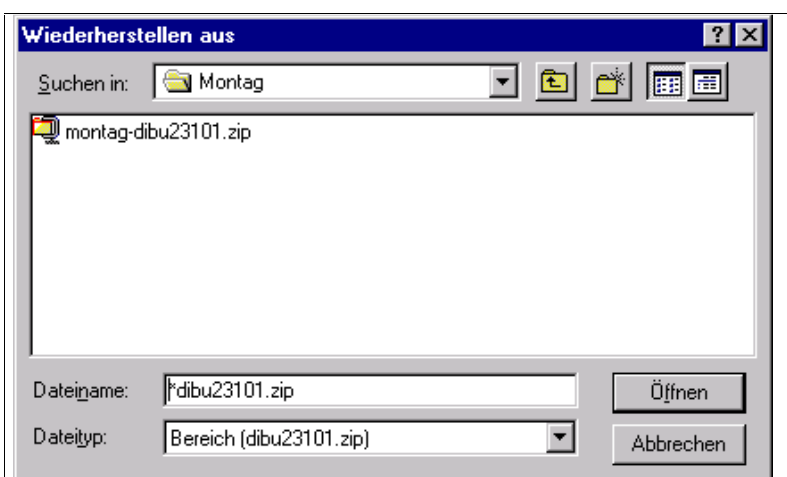 Wiederherstellen aus
Suchen in: Montag
montag-dibu23101.zip
Dateiname: *dibu23101.zip Öffnen
Dateityp: Bereich (dibu23101.zip) Abbrechen